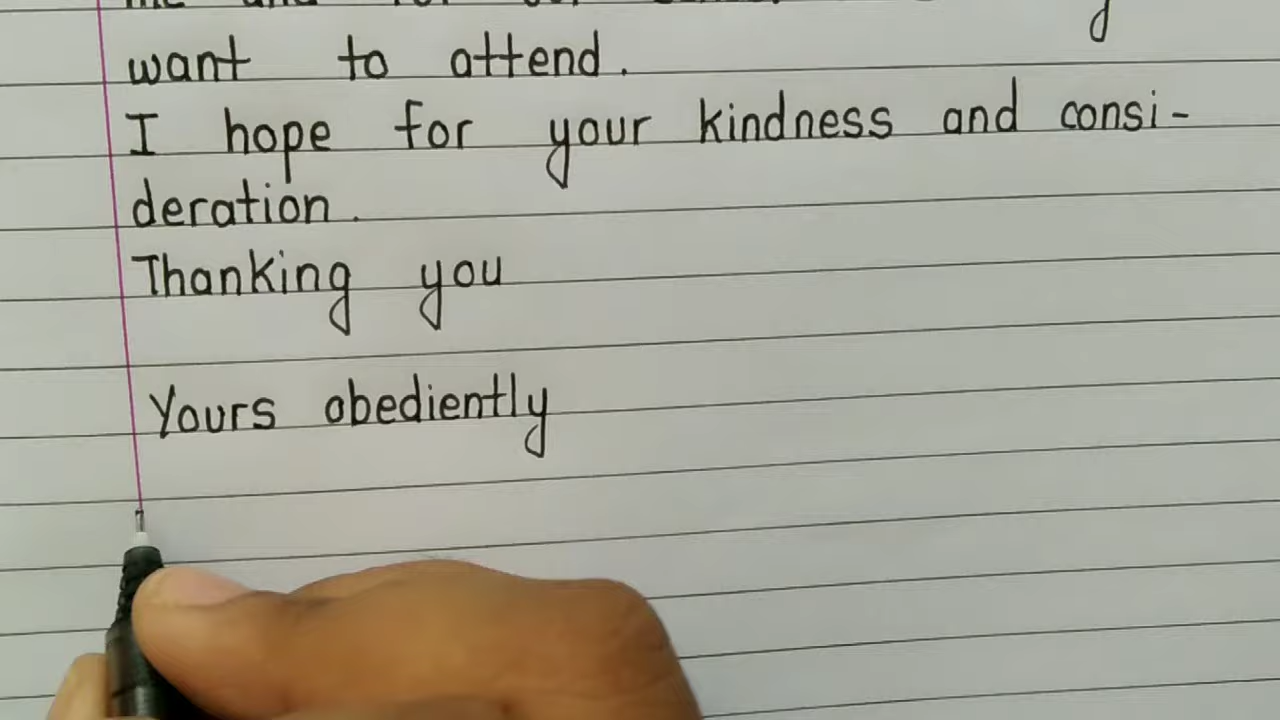 want to attend.
I hope for your kindness and consi-
deration.
Thanking you
Yours obediently